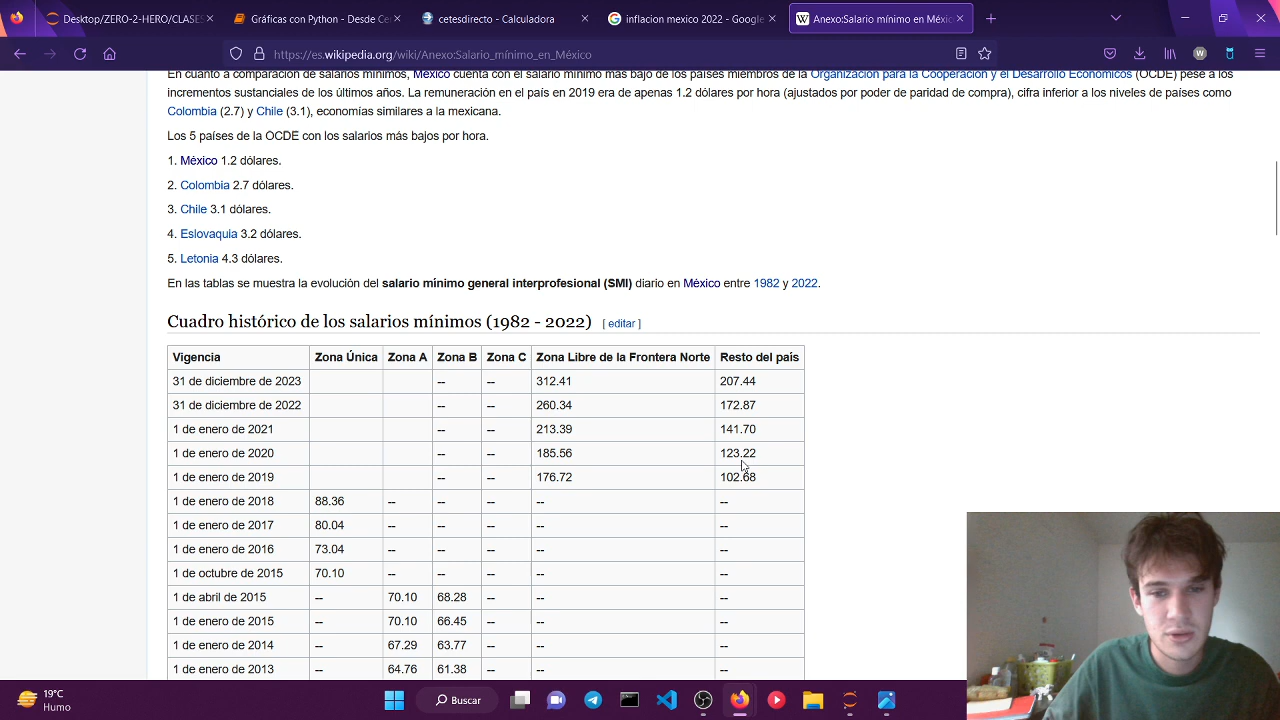 Desktop/ZERO-2-HERO/CLASES
Gráficas con Python - Desde Ce
cetesdirecto - Calculadora
inflacion mexico 2022 - Google
Anexo:Salario mínimo en Méxic
https://es.wikipedia.org/wiki/Anexo:Salario_mínimo_en_México
En cuanto a comparación de salarios mínimos, México cuenta con el salario mínimo más bajo de los países miembros de la Organización para la Cooperación y el Desarrollo Económicos (OCDE) pese a los
incrementos sustanciales de los últimos años. La remuneración en el país en 2019 era de apenas 1.2 dólares por hora (ajustados por poder de paridad de compra), cifra inferior a los niveles de países como
Colombia (2.7) y Chile (3.1), economías similares a la mexicana.
Los 5 países de la OCDE con los salarios más bajos por hora.
1. México 1.2 dólares.
2. Colombia 2.7 dólares.
3. Chile 3.1 dólares.
4. Eslovaquia 3.2 dólares.
5. Letonia 4.3 dólares.
En las tablas se muestra la evolución del salario mínimo general interprofesional (SMI) diario en México entre 1982 y 2022.
Cuadro histórico de los salarios mínimos (1982 - 2022) [ editar ]
Vigencia Zona Única Zona A Zona B Zona C Zona Libre de la Frontera Norte Resto del país
31 de diciembre de 2023 -- -- 312.41 207.44
31 de diciembre de 2022 -- -- 260.34 172.87
1 de enero de 2021 -- -- 213.39 141.70
1 de enero de 2020 -- -- 185.56 123.22
1 de enero de 2019 -- -- 176.72 102.68
1 de enero de 2018 88.36 -- -- -- -- --
1 de enero de 2017 80.04 -- -- -- -- --
1 de enero de 2016 73.04 -- -- -- -- --
1 de octubre de 2015 70.10 -- -- -- -- --
1 de abril de 2015 -- 70.10 68.28 -- -- --
1 de enero de 2015 -- 70.10 66.45 -- -- --
1 de enero de 2014 -- 67.29 63.77 -- -- --
1 de enero de 2013 -- 64.76 61.38 -- -- --
19°C
Humo
Buscar